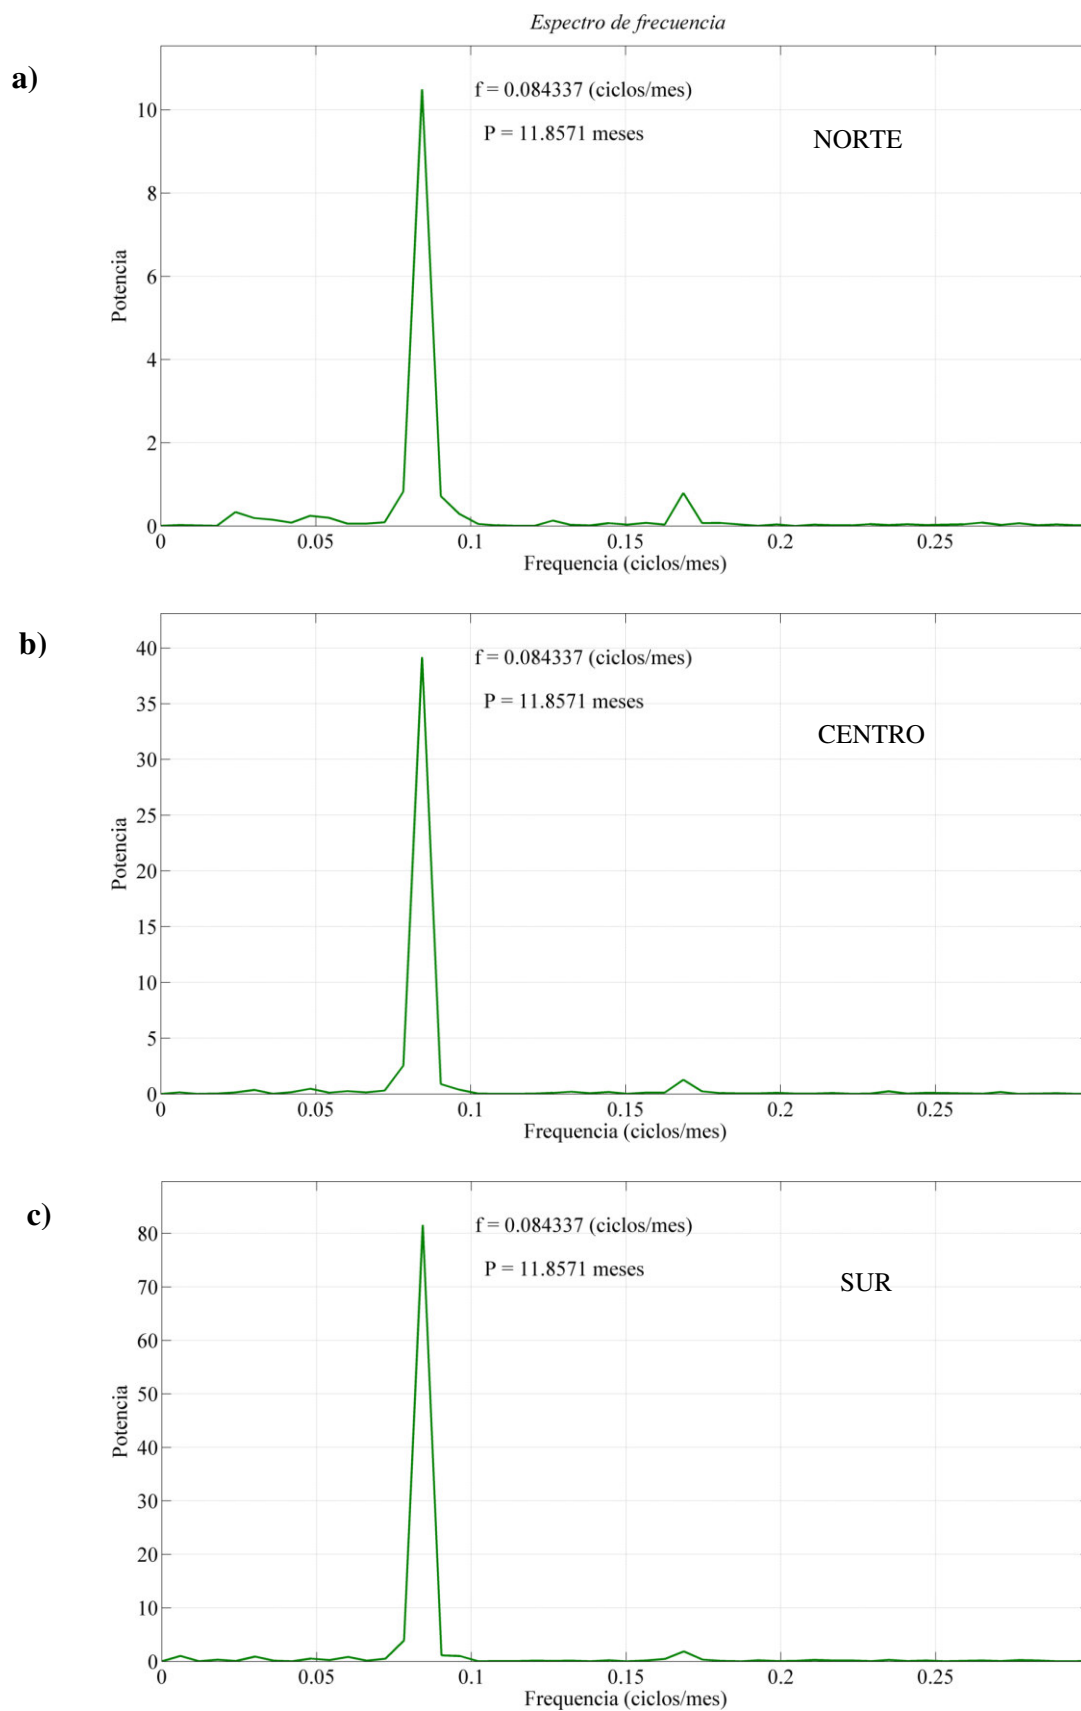 Espectro de frecuencia
a)
f = 0.084337 (ciclos/mes)
P = 11.8571 meses
NORTE
Potencia
10
8
6
4
2
0
0 0.05 0.1 0.15 0.2 0.25
Frequencia (ciclos/mes)
b)
f = 0.084337 (ciclos/mes)
P = 11.8571 meses
CENTRO
Potencia
40
35
30
25
20
15
10
5
0
0 0.05 0.1 0.15 0.2 0.25
Frequencia (ciclos/mes)
c)
f = 0.084337 (ciclos/mes)
P = 11.8571 meses
SUR
Potencia
80
70
60
50
40
30
20
10
0
0 0.05 0.1 0.15 0.2 0.25
Frequencia (ciclos/mes)